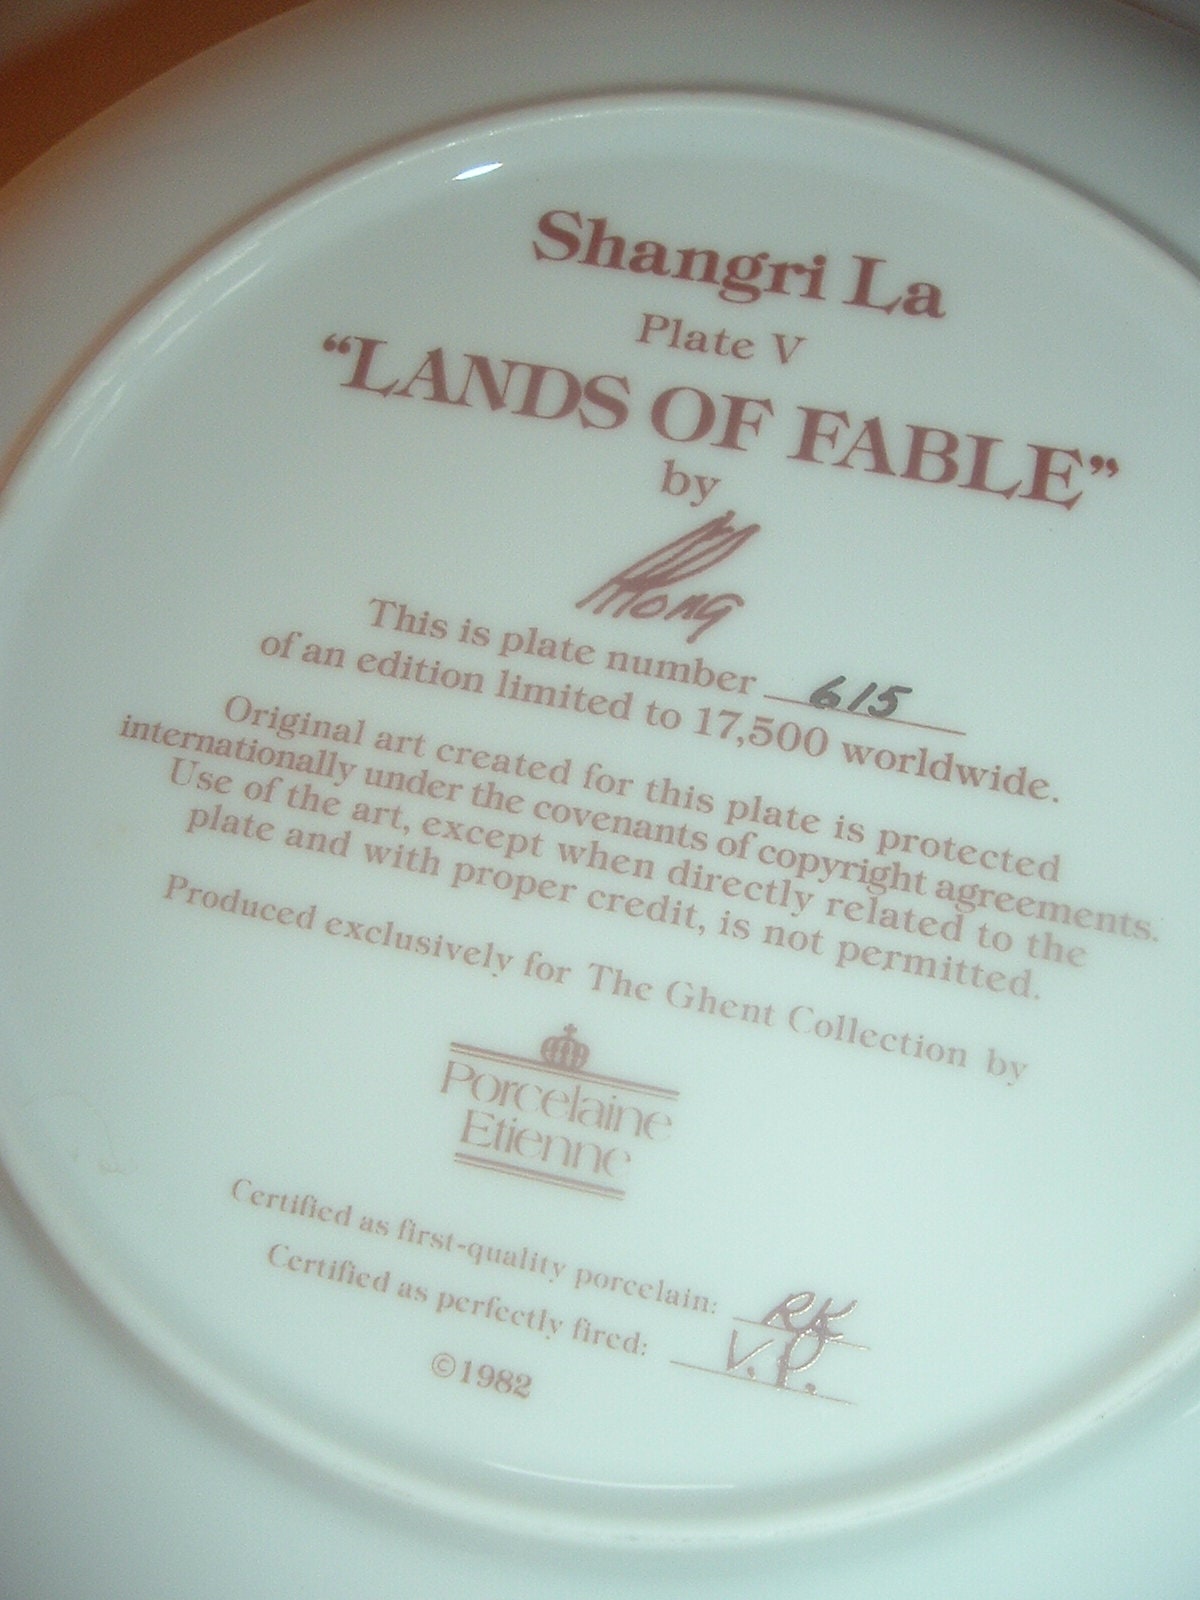 Shangri La
Plate V
“LANDS OF FABLE”
by
Hong
This is plate number 615
of an edition limited to 17,500 worldwide.
Original art created for this plate is protected
internationally under the covenants of copyright agreements.
Use of the art, except when directly related to the
plate and with proper credit, is not permitted.
Produced exclusively for The Ghent Collection by
Porcelaine
Etienne
Certified as first-quality porcelain: RK
Certified as perfectly fired: V.P.
©1982